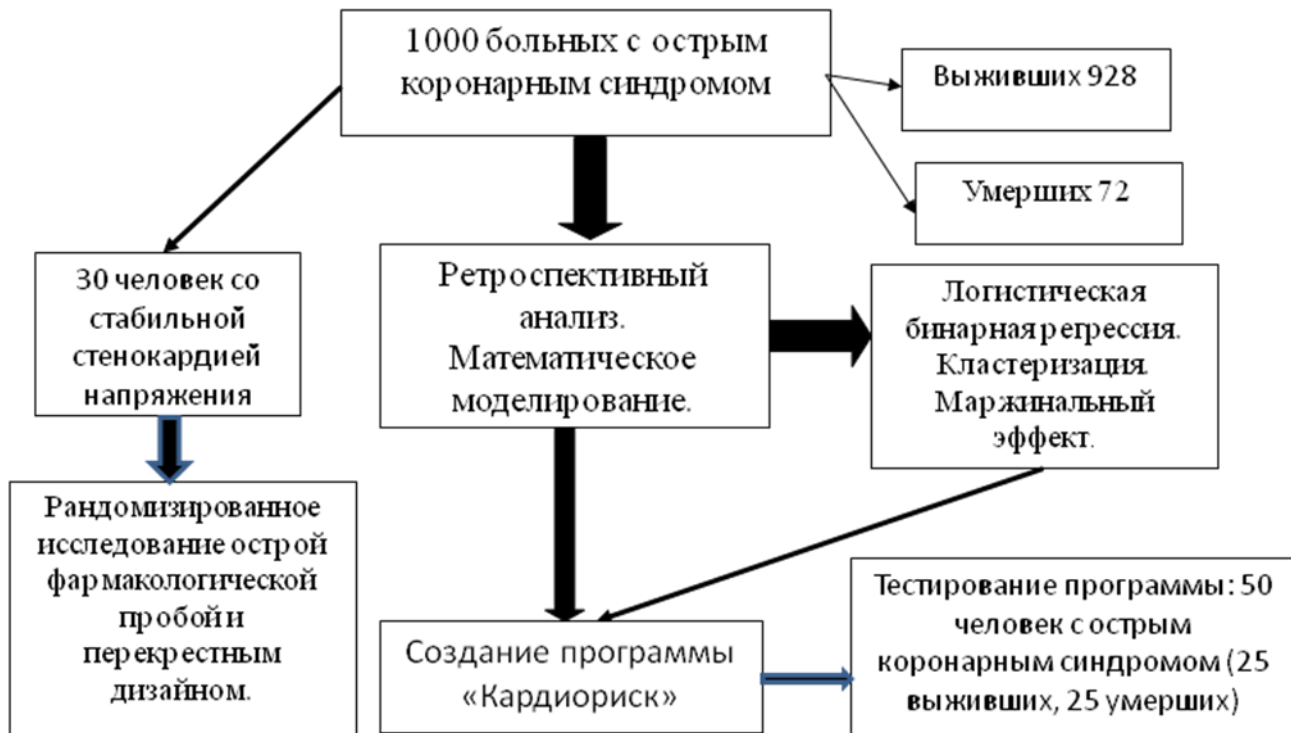 1000 больных с острым
коронарным синдромом
Выживших 928
Умерших 72
30 человек со
стабильной
стенокардией
напряжения
Ретроспективный
анализ.
Математическое
моделирование.
Логистическая
бинарная регрессия.
Кластеризация.
Маржинальный
эффект.
Рандомизированное
исследование острой
фармакологической
пробой и
перекрестным
дизайном.
Создание программы
«Кардиориск»
Тестирование программы: 50
человек с острым
коронарным синдромом (25
выживших, 25 умерших)